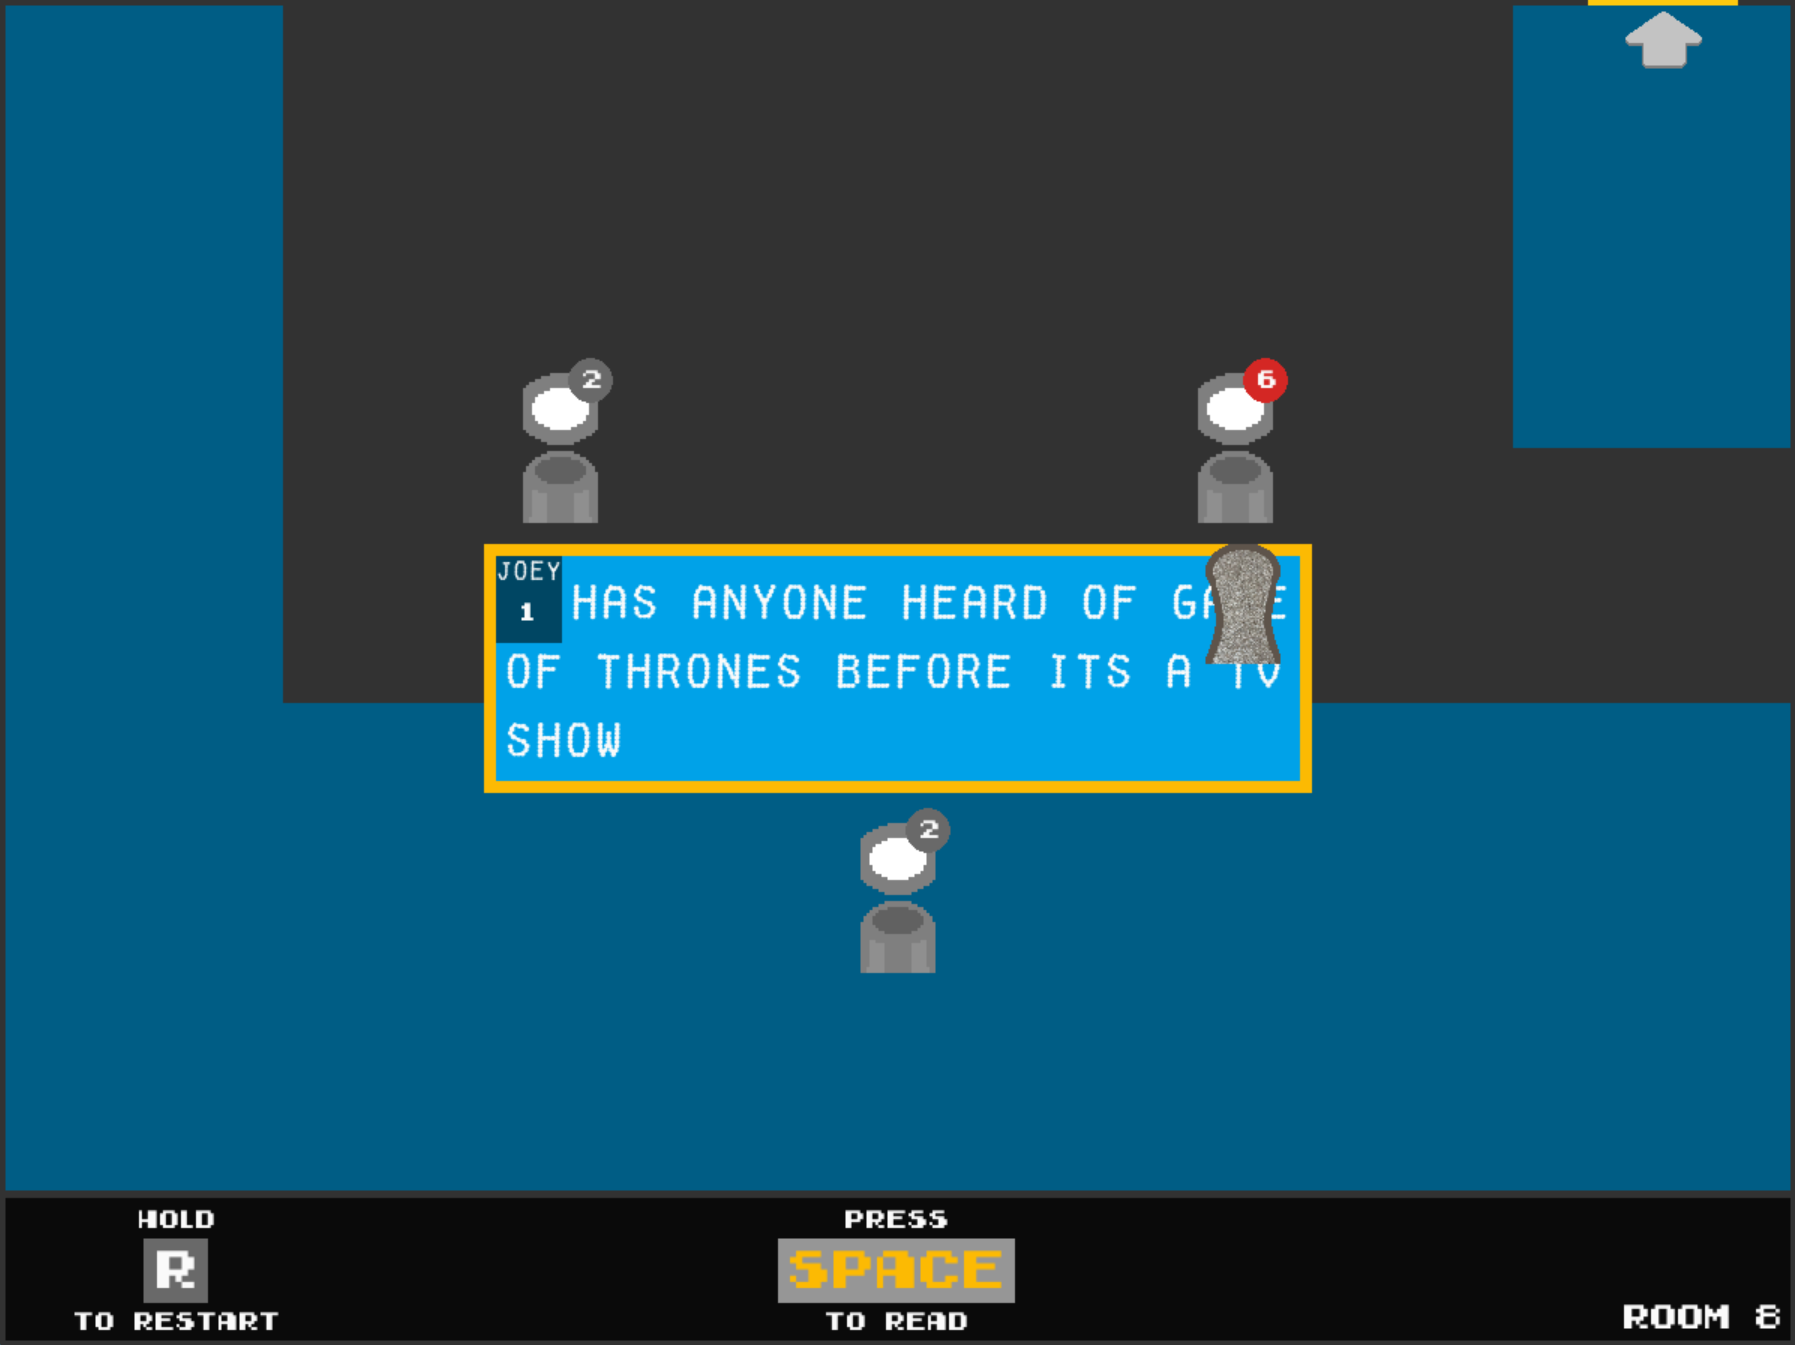 2
6
JOEY
1
HAS ANYONE HEARD OF
OF THRONES BEFORE ITS A TV
SHOW
2
HOLD
R
TO RESTART
PRESS
SPACE
TO READ
ROOM 8